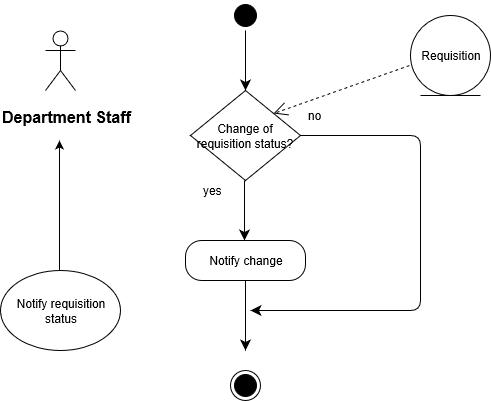 Requisition
Department Staff
no
Change of
requisition status?
yes
Notify change
Notify requisition
status